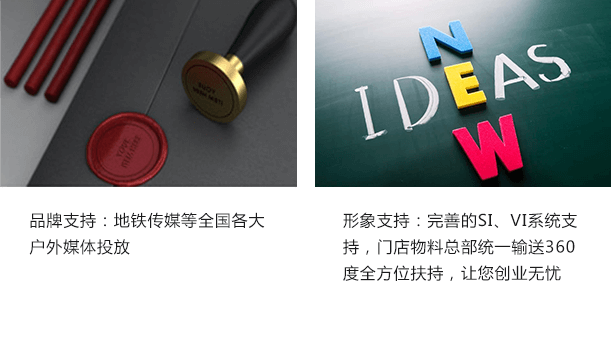 NEW
IDEAS
品牌支持：地铁传媒等全国各大
户外媒体投放
形象支持：完善的SI、VI系统支
持，门店物料总部统一输送360
度全方位扶持，让您创业无忧